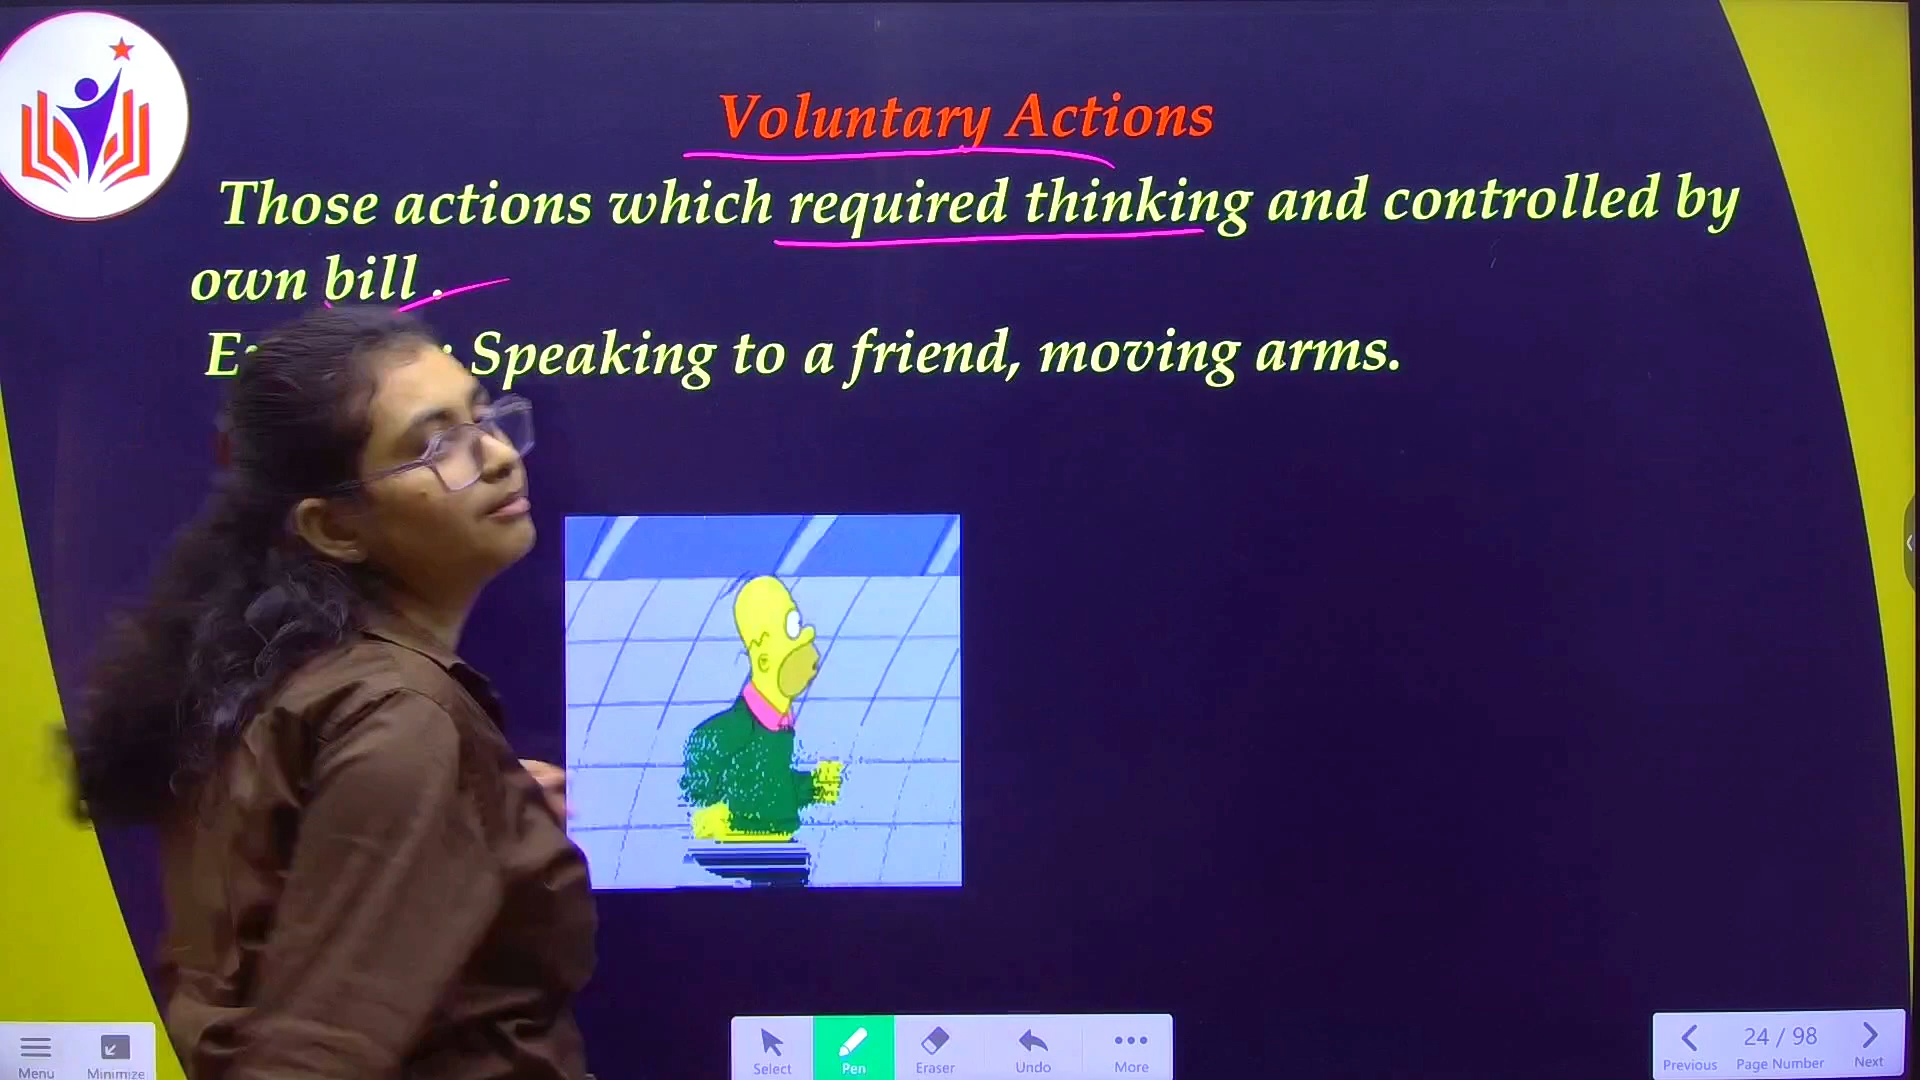 Voluntary Actions
Those actions which required thinking and controlled by
own bill .
: Speaking to a friend, moving arms.
Menu
Minimize
Select
Pen
Eraser
Undo
More
24 / 98
Previous
Page Number
Next